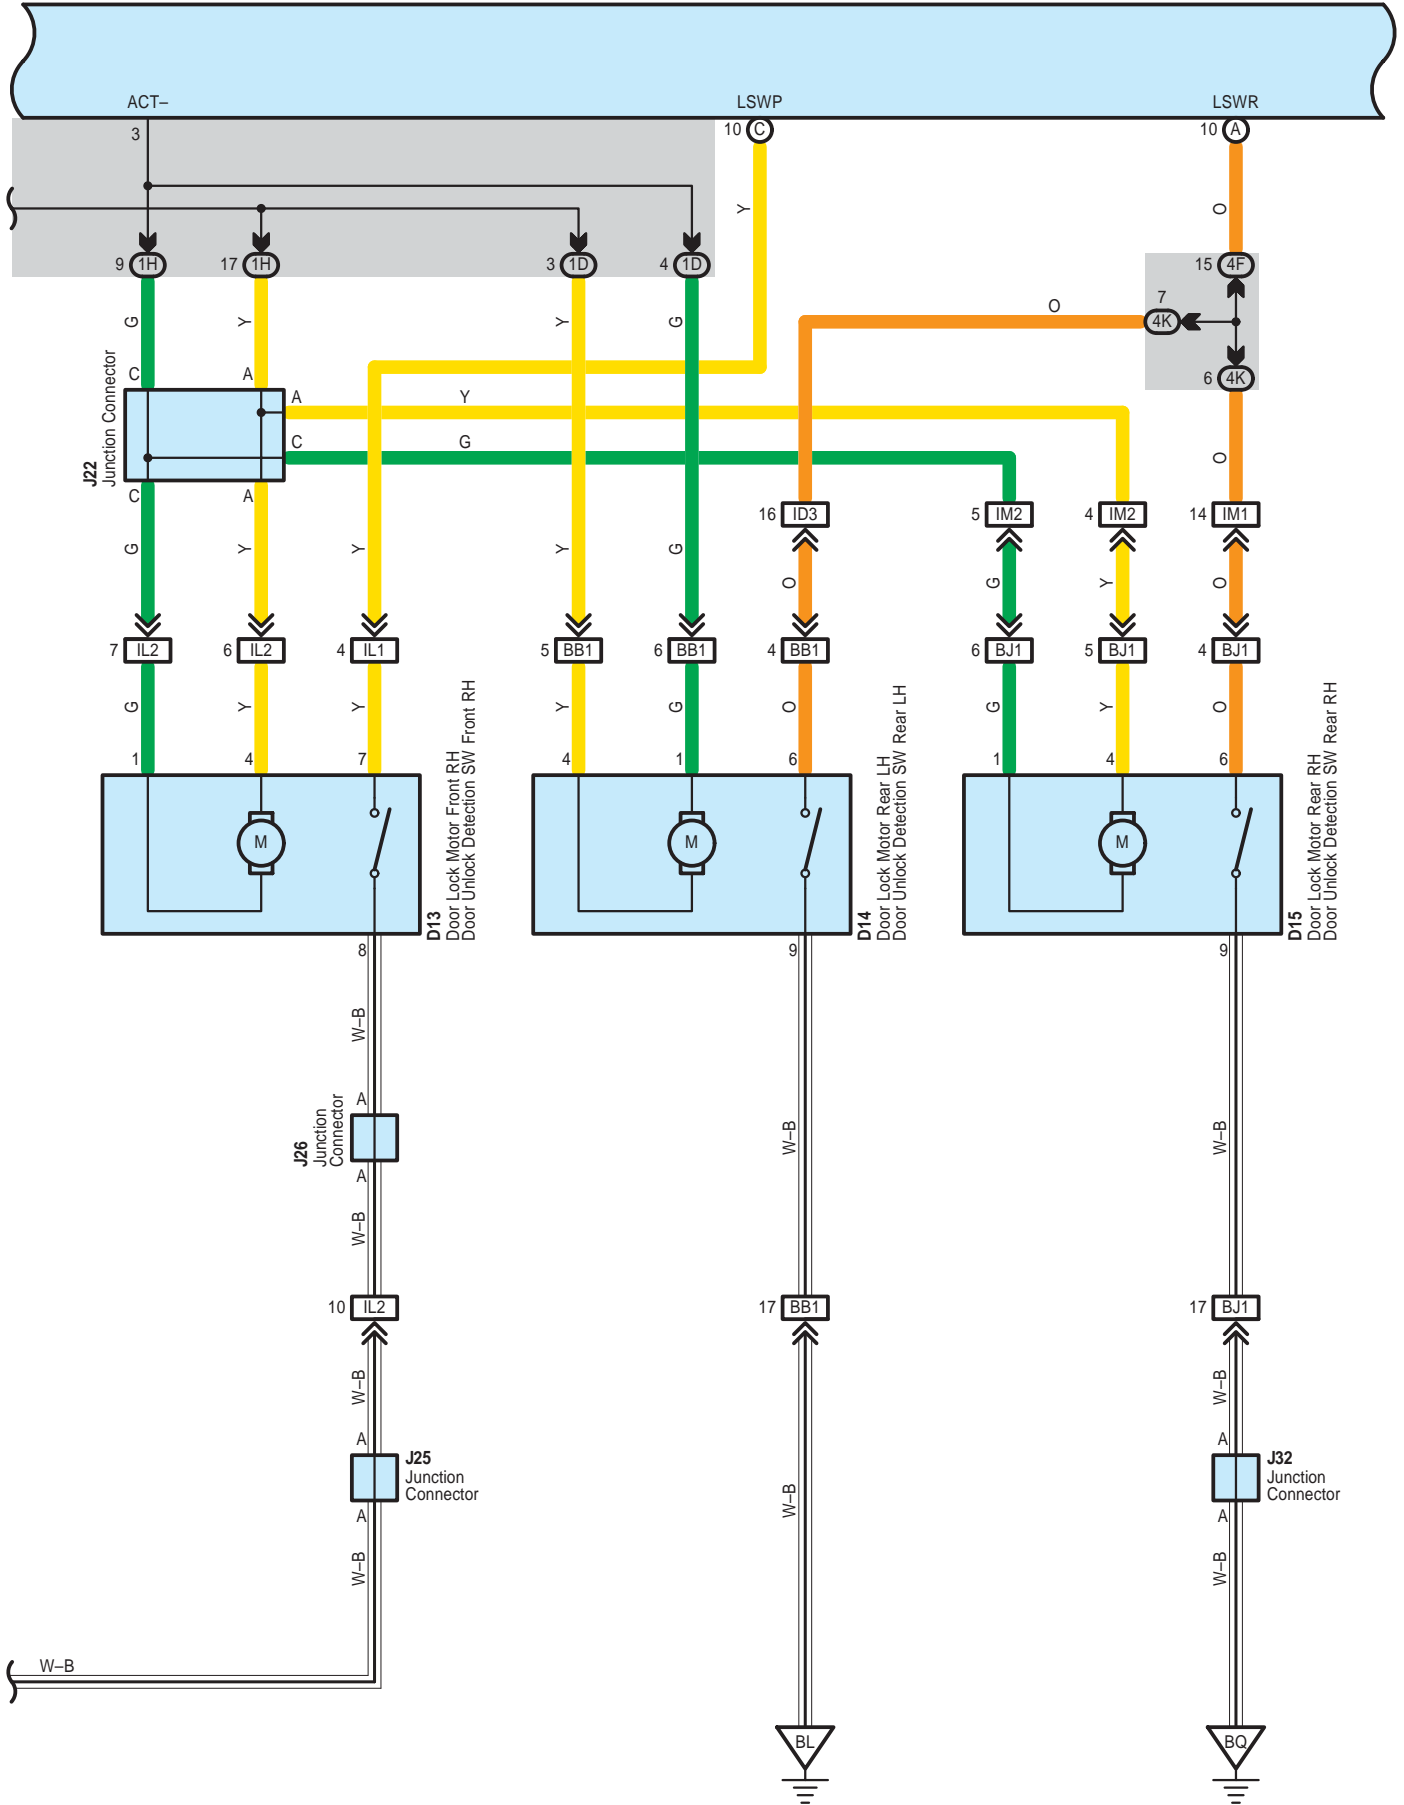 ACT–
LSWP
LSWR
3
10 C
10 A
Y
O
9 1H
17 1H
3 1D
4 1D
15 4F
7
4K
6 4K
O
G
Y
Y
G
C
A
J22
Junction Connector
A
Y
C
G
C
A
O
16 ID3
5 IM2
4 IM2
14 IM1
G
Y
Y
Y
G
O
G
Y
O
7 IL2
6 IL2
4 IL1
5 BB1
6 BB1
4 BB1
6 BJ1
5 BJ1
4 BJ1
G
Y
Y
Y
G
O
G
Y
O
1
4
7
4
1
6
1
4
6
M
M
M
D13
Door Lock Motor Front RH
Door Unlock Detection SW Front RH
D14
Door Lock Motor Rear LH
Door Unlock Detection SW Rear LH
D15
Door Lock Motor Rear RH
Door Unlock Detection SW Rear RH
8
9
9
W–B
A
J26
Junction
Connector
A
W–B
W–B
W–B
10 IL2
17 BB1
17 BJ1
W–B
W–B
A
J25
Junction
Connector
A
W–B
A
J32
Junction
Connector
A
W–B
W–B
W–B
BL
BQ